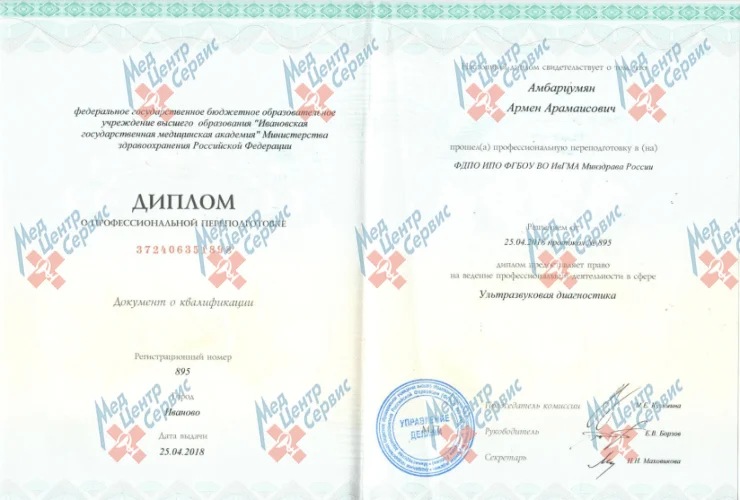 федеральное государственное бюджетное образовательное
учреждение высшего образования "Ивановская
государственная медицинская академия" Министерства
здравоохранения Российской Федерации
ДИПЛОМ
О ПРОФЕССИОНАЛЬНОЙ ПЕРЕПОДГОТОВКЕ
Документ о квалификации
Регистрационный номер
895
Город
Иваново
Дата выдачи
25.04.2018
Настоящий диплом свидетельствует о том, что
Амбарцумян
Армен Арамаисович
прошел(а) профессиональную переподготовку в (на)
ФДПО ИПО ФГБОУ ВО ИвГМА Минздрава России
Решением от
25.04.2018 протокол № 895
диплом предоставляет право
на ведение профессиональной деятельности в сфере
Ультразвуковая диагностика
УПРАВЛЕНИЕ
ДЕЛАМИ
М.П.
Председатель комиссии
Руководитель
Е.В. Борзов
Секретарь
Мед Центр Сервис